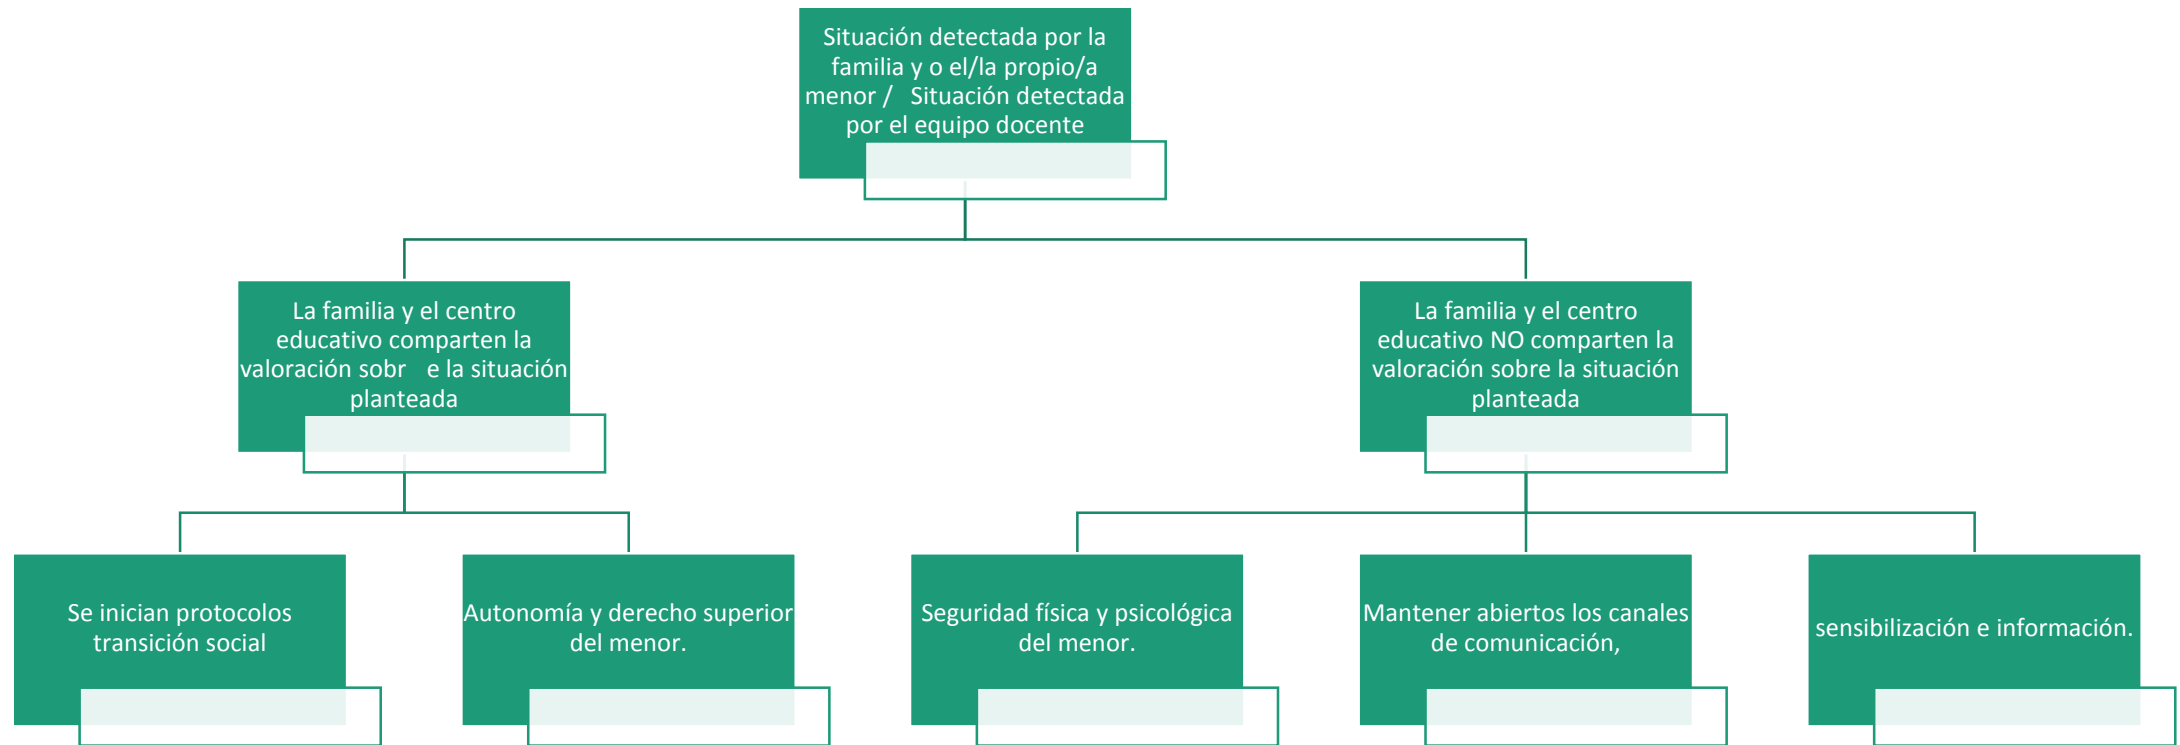 Situación detectada por la
familia y o el/la propio/a
menor / Situación detectada
por el equipo docente
La familia y el centro
educativo comparten la
valoración sobr e la situación
planteada
La familia y el centro
educativo NO comparten la
valoración sobre la situación
planteada
Se inician protocolos
transición social
Autonomía y derecho superior
del menor.
Seguridad física y psicológica
del menor.
Mantener abiertos los canales
de comunicación,
sensibilización e información.